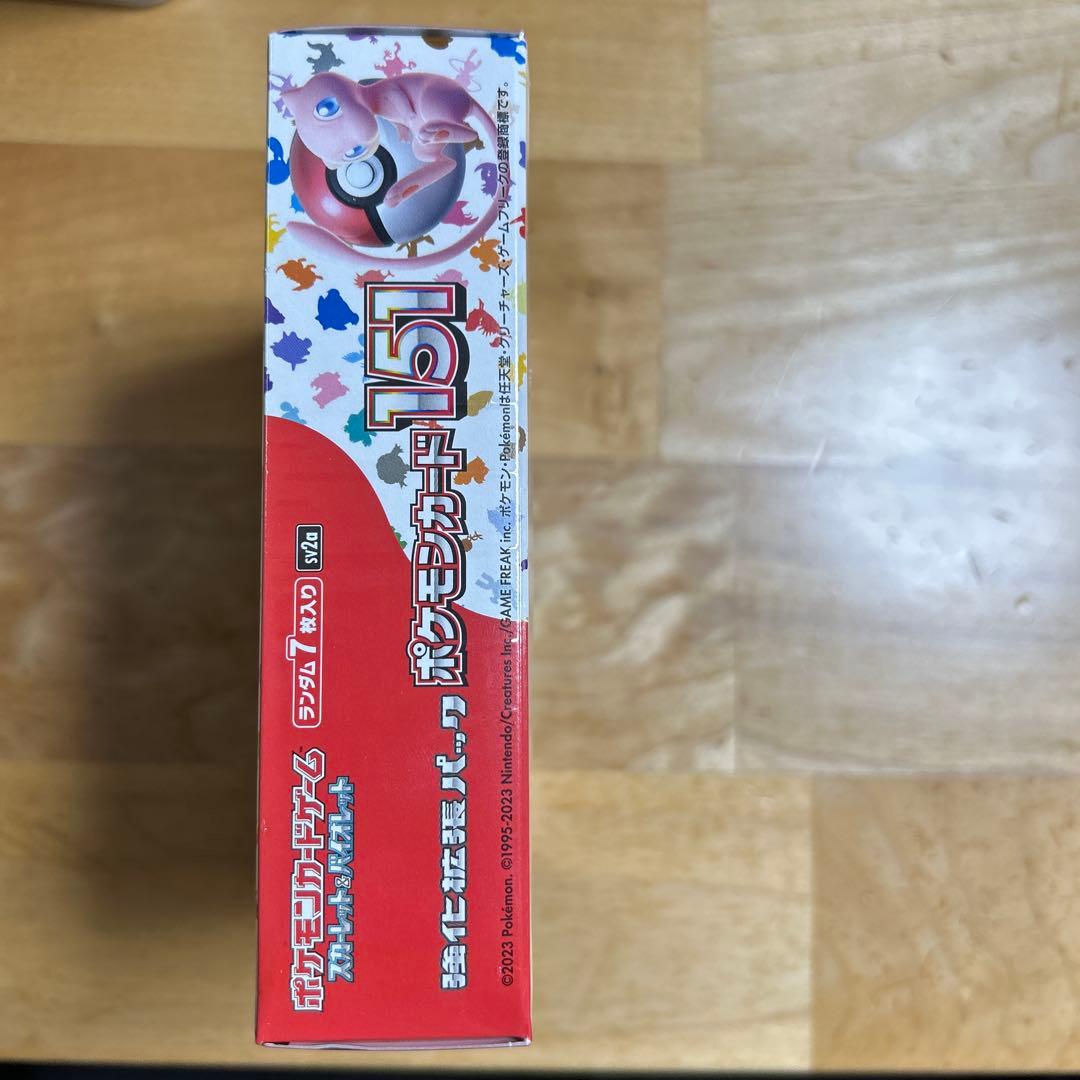 ポケモンカードゲーム™
スカーレット&バイオレット
ランダム7枚入り
sv2a
強化拡張パック
ポケモンカード151
©2023 Pokémon. ©1995-2023 Nintendo/Creatures Inc./GAME FREAK inc. ポケモン・Pokémonは任天堂・クリーチャーズ・ゲームフリークの登録商標です。